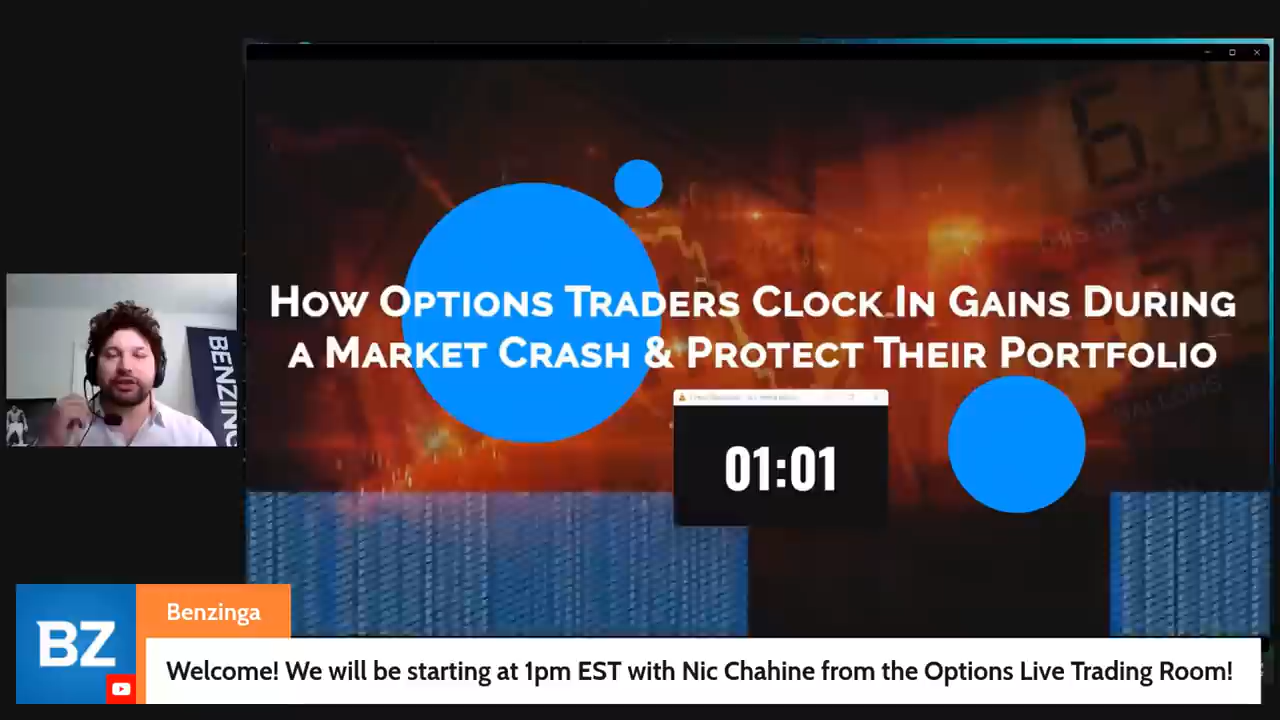 How Options Traders Clock In Gains During
a Market Crash & Protect Their Portfolio
01:01
BENZING
BZ
Benzinga
Welcome! We will be starting at 1pm EST with Nic Chahine from the Options Live Trading Room!